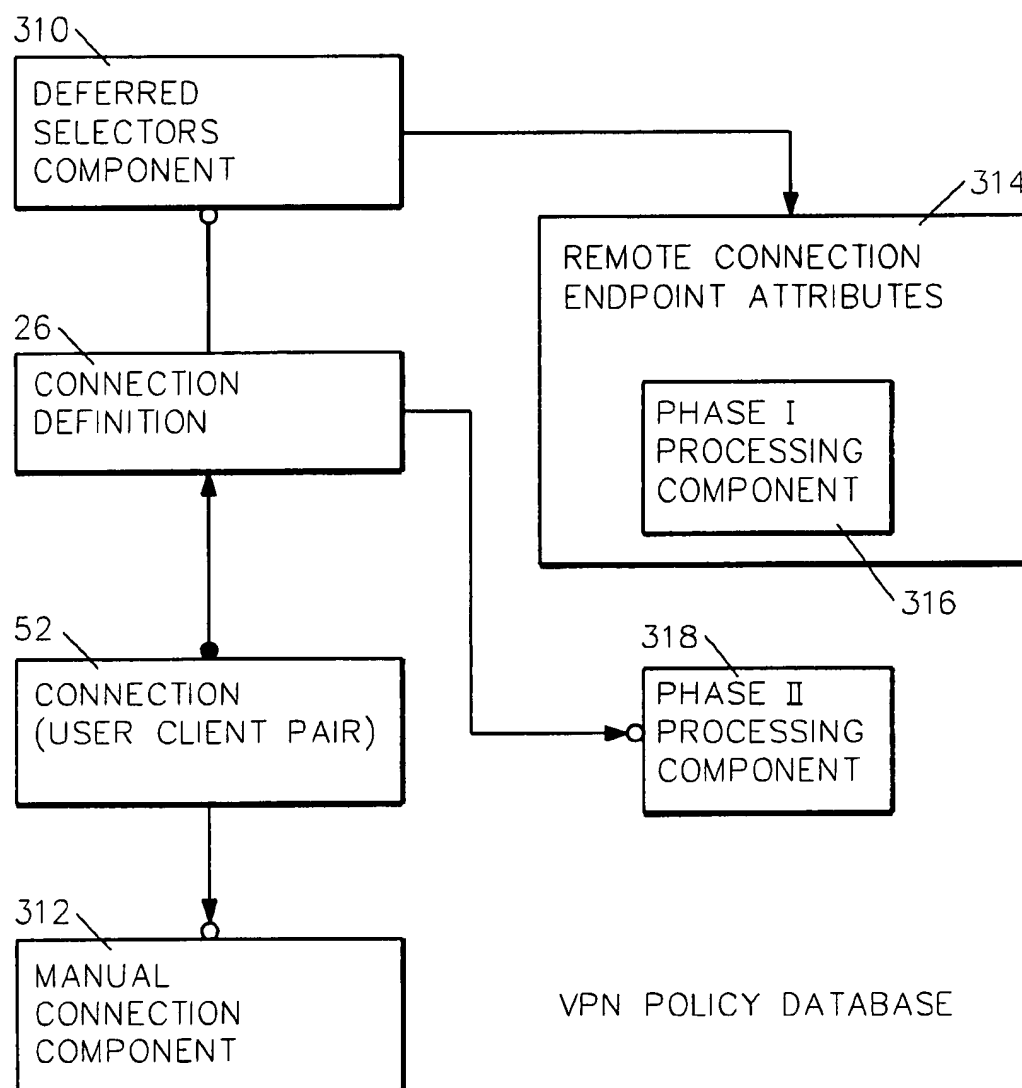 310
DEFERRED
SELECTORS
COMPONENT
314
REMOTE CONNECTION
ENDPOINT ATTRIBUTES
26
CONNECTION
DEFINITION
PHASE I
PROCESSING
COMPONENT
316
52
CONNECTION
(USER CLIENT PAIR)
318
PHASE II
PROCESSING
COMPONENT
312
MANUAL
CONNECTION
COMPONENT
VPN POLICY DATABASE